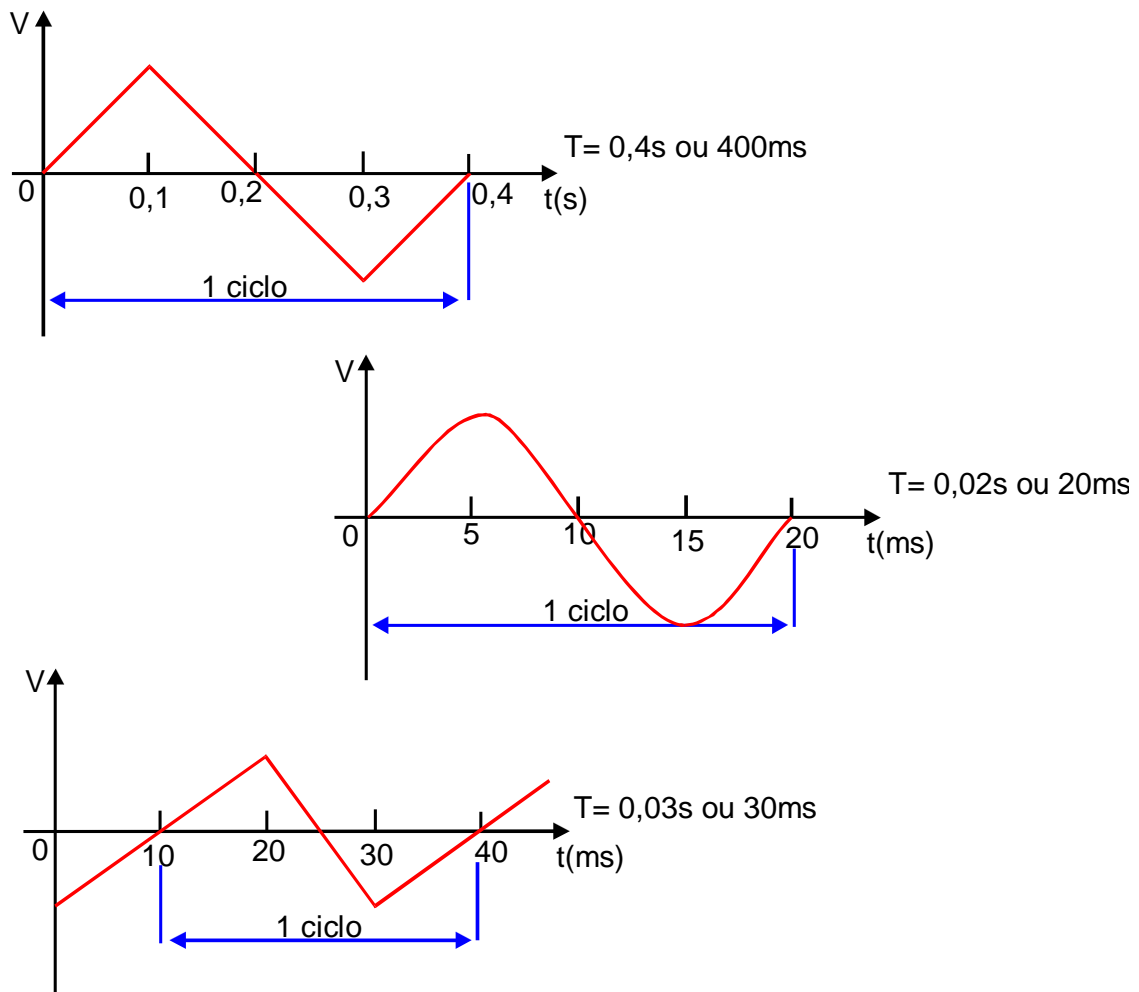 V
T= 0,4s ou 400ms
0 0,1 0,2 0,3 0,4 t(s)
1 ciclo
V
T= 0,02s ou 20ms
0 5 10 15 20 t(ms)
1 ciclo
V
T= 0,03s ou 30ms
0 10 20 30 40 t(ms)
1 ciclo